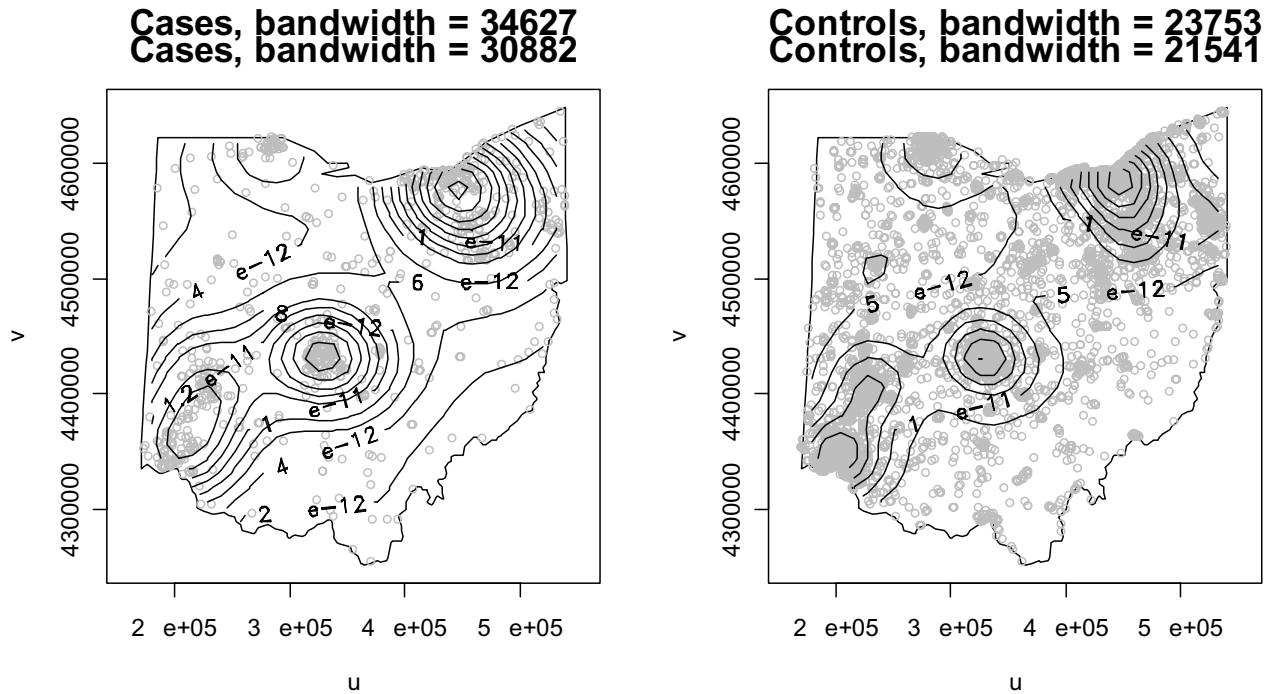 Cases, bandwidth = 34627
Cases, bandwidth = 30882
Controls, bandwidth = 23753
Controls, bandwidth = 21541
4600000
4500000
4400000
4300000
v
2 e+05
3 e+05
4 e+05
5 e+05
u
1 e−11
6 e−12
4 e−12
8 e−12
1.2 e−11
1 e−11
4 e−12
2 e−12
4600000
4500000
4400000
4300000
v
2 e+05
3 e+05
4 e+05
5 e+05
u
1 e−11
5 e−12
5 e−12
1 e−11